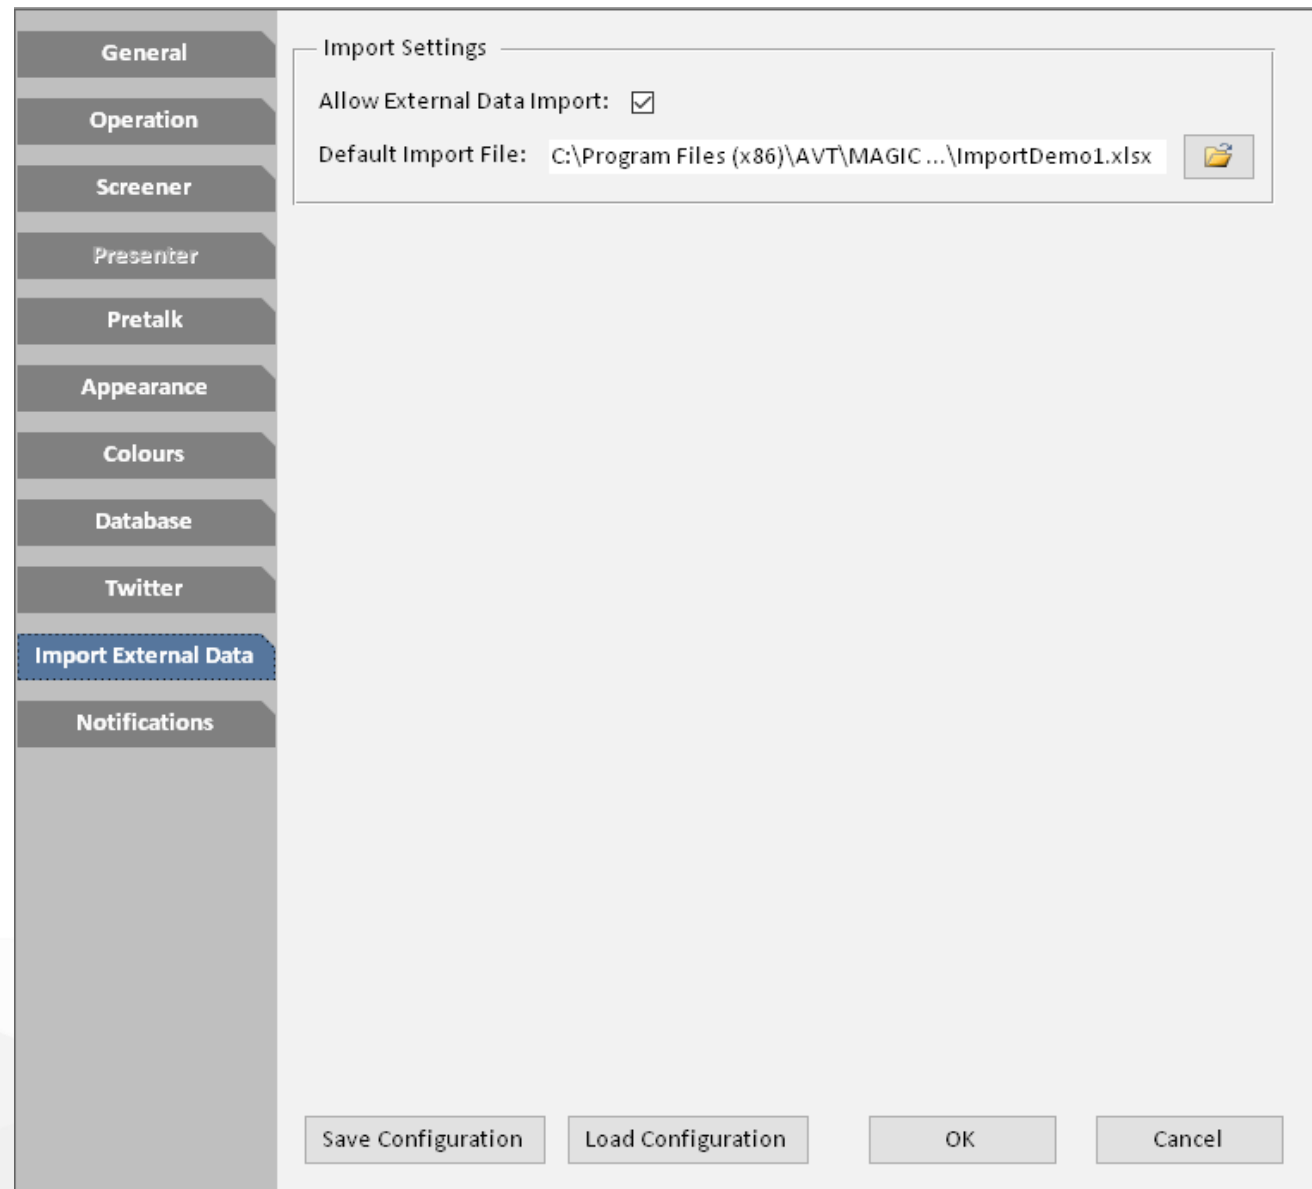 General
Operation
Screener
Presenter
Pretalk
Appearance
Colours
Database
Twitter
Import External Data
Notifications
Import Settings
Allow External Data Import:
Default Import File: C:\Program Files (x86)\AVT\MAGIC ...\ImportDemo1.xlsx
Save Configuration Load Configuration OK Cancel